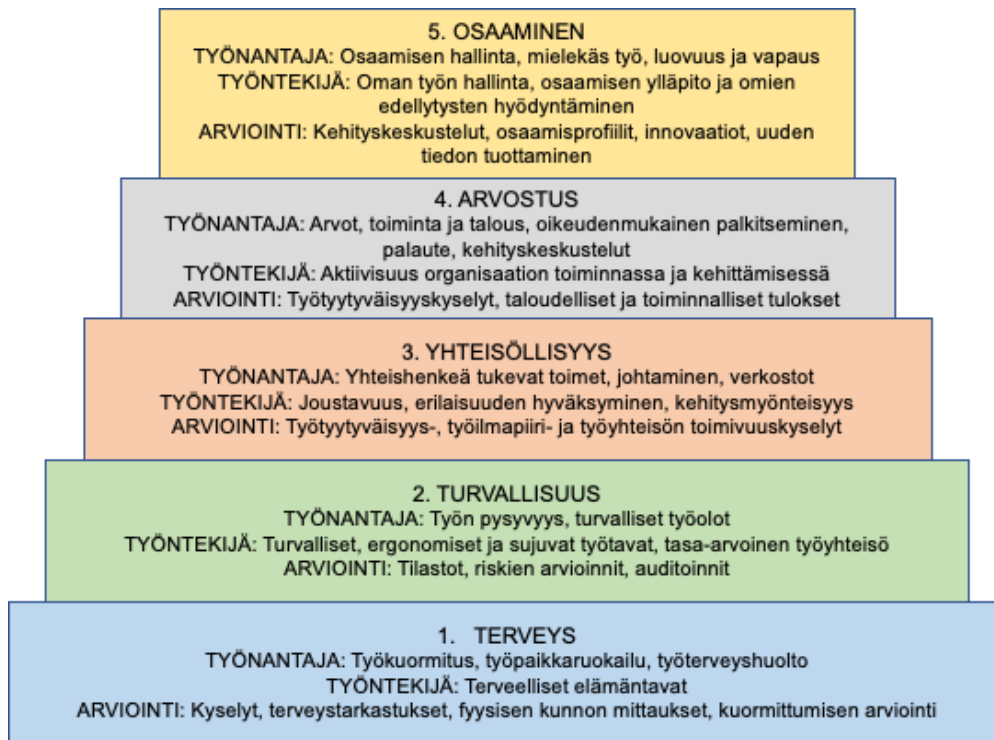 5. OSAAMINEN
TYÖNANTAJA: Osaamisen hallinta, mielekäs työ, luovuus ja vapaus
TYÖNTEKIJÄ: Oman työn hallinta, osaamisen ylläpito ja omien
edellytysten hyödyntäminen
ARVIOINTI: Kehityskeskustelut, osaamisprofiilit, innovaatiot, uuden
tiedon tuottaminen
4. ARVOSTUS
TYÖNANTAJA: Arvot, toiminta ja talous, oikeudenmukainen palkitseminen,
palaute, kehityskeskustelut
TYÖNTEKIJÄ: Aktiivisuus organisaation toiminnassa ja kehittämisessä
ARVIOINTI: Työtyytyväisyyskyselyt, taloudelliset ja toiminnalliset tulokset
3. YHTEISÖLLISYYS
TYÖNANTAJA: Yhteishenkeä tukevat toimet, johtaminen, verkostot
TYÖNTEKIJÄ: Joustavuus, erilaisuuden hyväksyminen, kehitysmyönteisyys
ARVIOINTI: Työtyytyväisyys-, työilmapiiri- ja työyhteisön toimivuuskyselyt
2. TURVALLISUUS
TYÖNANTAJA: Työn pysyvyys, turvalliset työolot
TYÖNTEKIJÄ: Turvalliset, ergonomiset ja sujuvat työtavat, tasa-arvoinen työyhteisö
ARVIOINTI: Tilastot, riskien arvioinnit, auditoinnit
1. TERVEYS
TYÖNANTAJA: Työkuormitus, työpaikkaruokailu, työterveyshuolto
TYÖNTEKIJÄ: Terveelliset elämäntavat
ARVIOINTI: Kyselyt, terveystarkastukset, fyysisen kunnon mittaukset, kuormittumisen arviointi